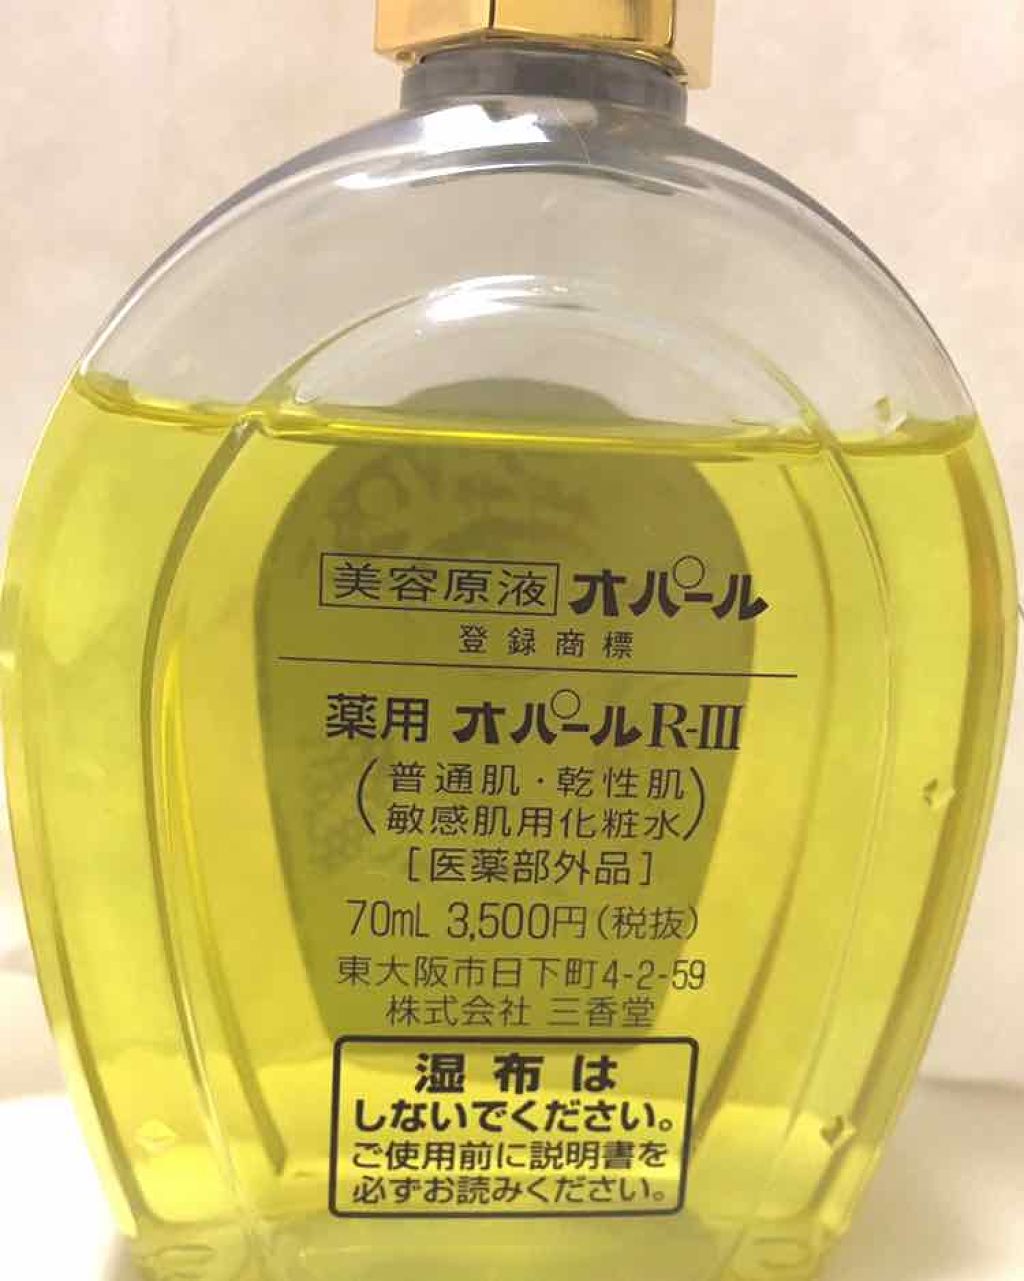 美容原液 オパール
登録商標
薬用 オパールR-III
(普通肌・乾性肌
敏感肌用化粧水)
[医薬部外品]
70mL 3,500円(税抜)
東大阪市日下町4-2-59
株式会社 三香堂
湿布は
しないでください。
ご使用前に説明書を
必ずお読みください。